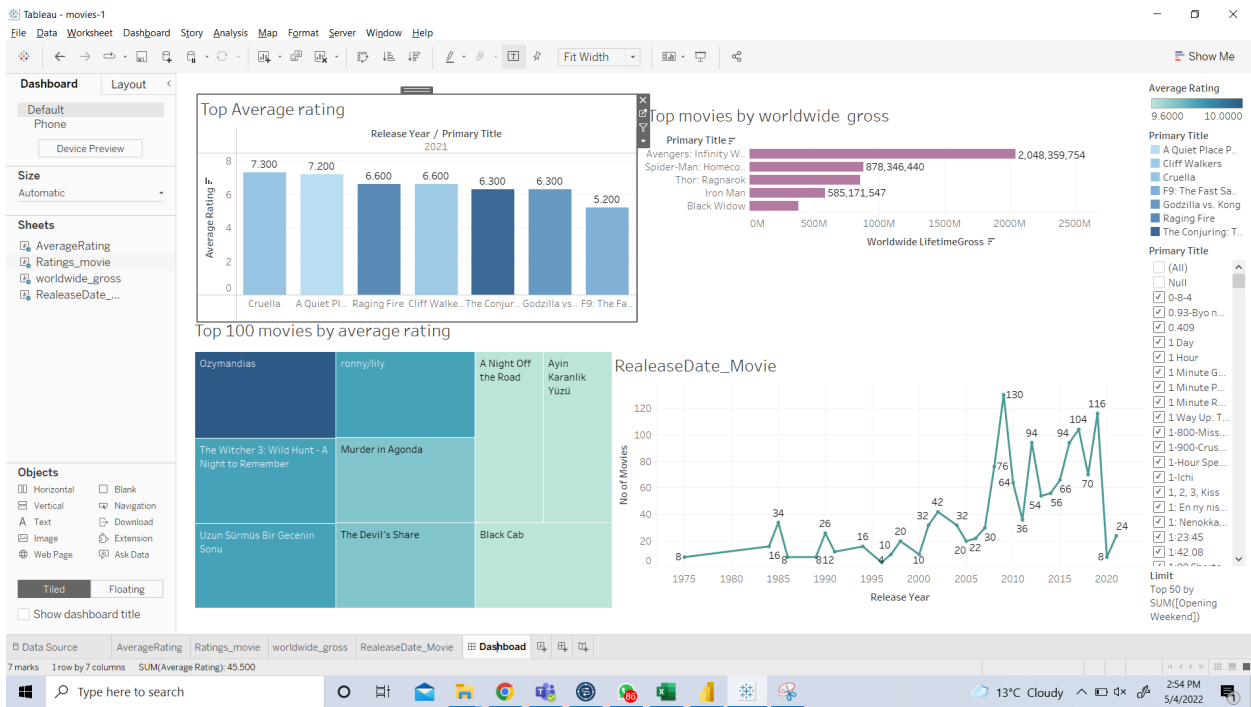 Tableau - movies-1
File Data Worksheet Dashboard Story Analysis Map Format Server Window Help
Fit Width
Show Me
Dashboard Layout
Default
Phone
Device Preview
Size
Automatic
Sheets
AverageRating
Ratings_movie
worldwide_gross
RealeaseDate_...
Objects
Horizontal Blank
Vertical Navigation
Text Download
Image Extension
Web Page Ask Data
Tiled Floating
Show dashboard title
Top Average rating
Release Year / Primary Title
2021
Average Rating
8
6
4
2
0
7.300 7.200 6.600 6.600 6.300 6.300 5.200
Cruella A Quiet Pl.. Raging Fire Cliff Walke.. The Conjur.. Godzilla vs.. F9: The Fa..
Top movies by worldwide gross
Primary Title
Avengers: Infinity W.. 2,048,359,754
Spider-Man: Homeco.. 878,346,440
Thor: Ragnarok
Iron Man 585,171,547
Black Widow
0M 500M 1000M 1500M 2000M 2500M
Worldwide LifetimeGross
Top 100 movies by average rating
Ozymandias
ronny/lily
A Night Off
the Road
Ayin
Karanlik
Yüzü
The Witcher 3: Wild Hunt - A
Night to Remember
Murder in Agonda
Uzun Sürmüs Bir Gecenin
Sonu
The Devil's Share
Black Cab
RealeaseDate_Movie
No of Movies
120
100
80
60
40
20
0
8 16 34 8 8 12 26 16 4 10 20 10 32 42 32 20 22 76 130 64 36 94 54 56 94 66 104 70 116 8 24
1975 1980 1985 1990 1995 2000 2005 2010 2015 2020
Release Year
Average Rating
9.6000 10.0000
Primary Title
A Quiet Place P..
Cliff Walkers
Cruella
F9: The Fast Sa..
Godzilla vs. Kong
Raging Fire
The Conjuring: T..
Primary Title
(All)
Null
0-8-4
0.93-Byo n...
0.409
1 Day
1 Hour
1 Minute G...
1 Minute P...
1 Minute R...
1 Way Up: T...
1-800-Miss...
1-900-Crus...
1-Hour Spe...
1-Ichi
1, 2, 3, Kiss
1: En ny nis...
1: Nenokka...
1:23:45
1:42.08
Limit
Top 50 by
SUM([Opening
Weekend])
Data Source AverageRating Ratings_movie worldwide_gross RealeaseDate_Movie Dashboad
7 marks 1 row by 7 columns SUM(Average Rating): 45.500
Type here to search
86
13°C Cloudy
2:54 PM
5/4/2022
1